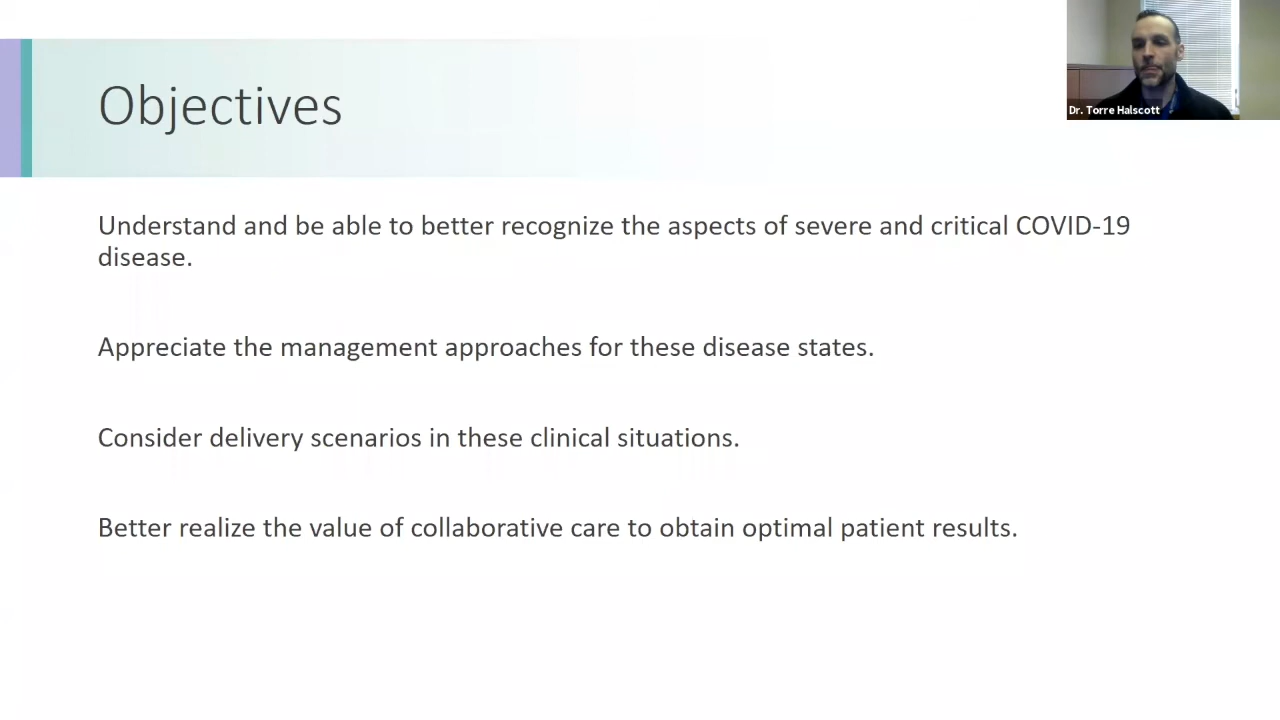 Objectives
Dr. Torre Halscott
Understand and be able to better recognize the aspects of severe and critical COVID-19
disease.
Appreciate the management approaches for these disease states.
Consider delivery scenarios in these clinical situations.
Better realize the value of collaborative care to obtain optimal patient results.